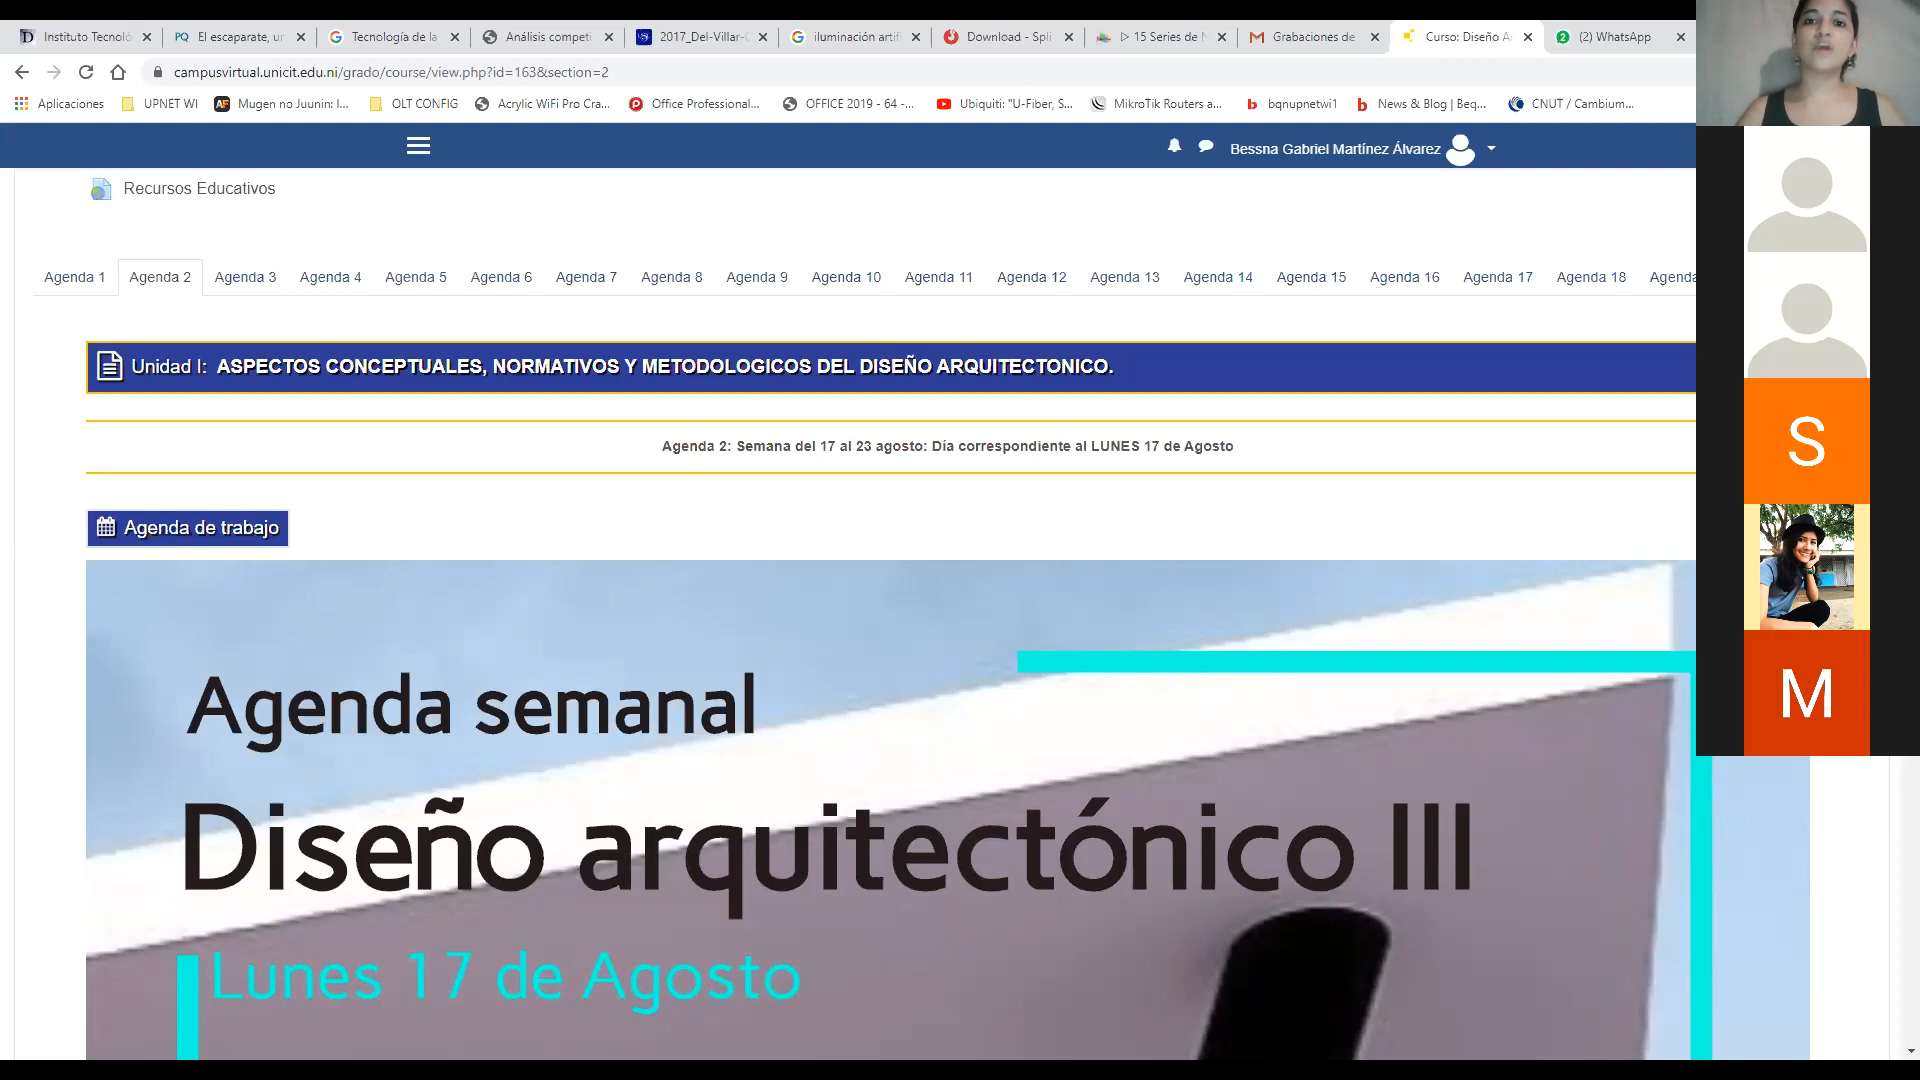 Instituto Tecnoló
El escaparate, un
Tecnología de la
Análisis competi
2017_Del-Villar-C
iluminación artifi
Download - Spli
15 Series de N
Grabaciones de
Curso: Diseño A
(2) WhatsApp
campusvirtual.unicit.edu.ni/grado/course/view.php?id=163&section=2
Aplicaciones
UPNET WI
Mugen no Juunin: I...
OLT CONFIG
Acrylic WiFi Pro Cra...
Office Professional...
OFFICE 2019 - 64 -...
Ubiquiti: "U-Fiber, S...
MikroTik Routers a...
bqnupnetwi1
News & Blog | Beq...
CNUT / Cambium...
Bessna Gabriel Martínez Álvarez
Recursos Educativos
Agenda 1
Agenda 2
Agenda 3
Agenda 4
Agenda 5
Agenda 6
Agenda 7
Agenda 8
Agenda 9
Agenda 10
Agenda 11
Agenda 12
Agenda 13
Agenda 14
Agenda 15
Agenda 16
Agenda 17
Agenda 18
Agenda
Unidad I: ASPECTOS CONCEPTUALES, NORMATIVOS Y METODOLOGICOS DEL DISEÑO ARQUITECTONICO.
Agenda 2: Semana del 17 al 23 agosto: Día correspondiente al LUNES 17 de Agosto
Agenda de trabajo
Agenda semanal
Diseño arquitectónico III
Lunes 17 de Agosto
S
M